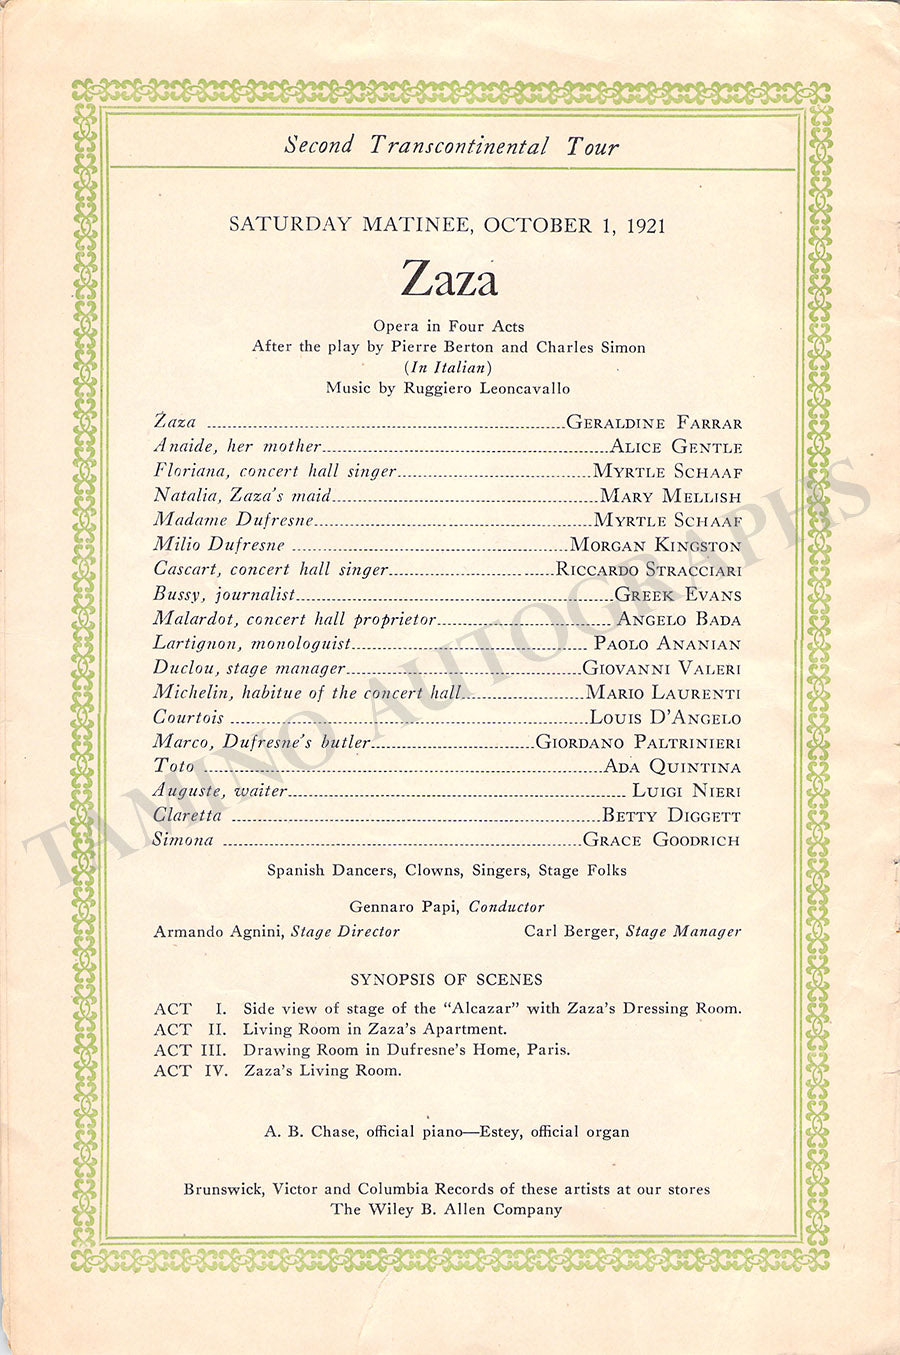 Second Transcontinental Tour
SATURDAY MATINEE, OCTOBER 1, 1921
Zaza
Opera in Four Acts
After the play by Pierre Berton and Charles Simon
(In Italian)
Music by Ruggiero Leoncavallo
Zaza GERALDINE FARRAR
Anaide, her mother ALICE GENTLE
Floriana, concert hall singer MYRTLE SCHAAF
Natalia, Zaza's maid MARY MELLISH
Madame Dufresne MYRTLE SCHAAF
Milio Dufresne MORGAN KINGSTON
Cascart, concert hall singer RICCARDO STRACCIARI
Bussy, journalist GREEK EVANS
Malardot, concert hall proprietor ANGELO BADA
Lartignon, monologuist PAOLO ANANIAN
Duclou, stage manager GIOVANNI VALERI
Michelin, habitue of the concert hall MARIO LAURENTI
Courtois LOUIS D'ANGELO
Marco, Dufresne's butler GIORDANO PALTRINIERI
Toto ADA QUINTINA
Auguste, waiter LUIGI NIERI
Claretta BETTY DIGGETT
Simona GRACE GOODRICH
Spanish Dancers, Clowns, Singers, Stage Folks
Gennaro Papi, Conductor
Armando Agnini, Stage Director Carl Berger, Stage Manager
SYNOPSIS OF SCENES
ACT I. Side view of stage of the "Alcazar" with Zaza's Dressing Room.
ACT II. Living Room in Zaza's Apartment.
ACT III. Drawing Room in Dufresne's Home, Paris.
ACT IV. Zaza's Living Room.
A. B. Chase, official piano—Estey, official organ
Brunswick, Victor and Columbia Records of these artists at our stores
The Wiley B. Allen Company
TAMINO AUTOGRAPHS